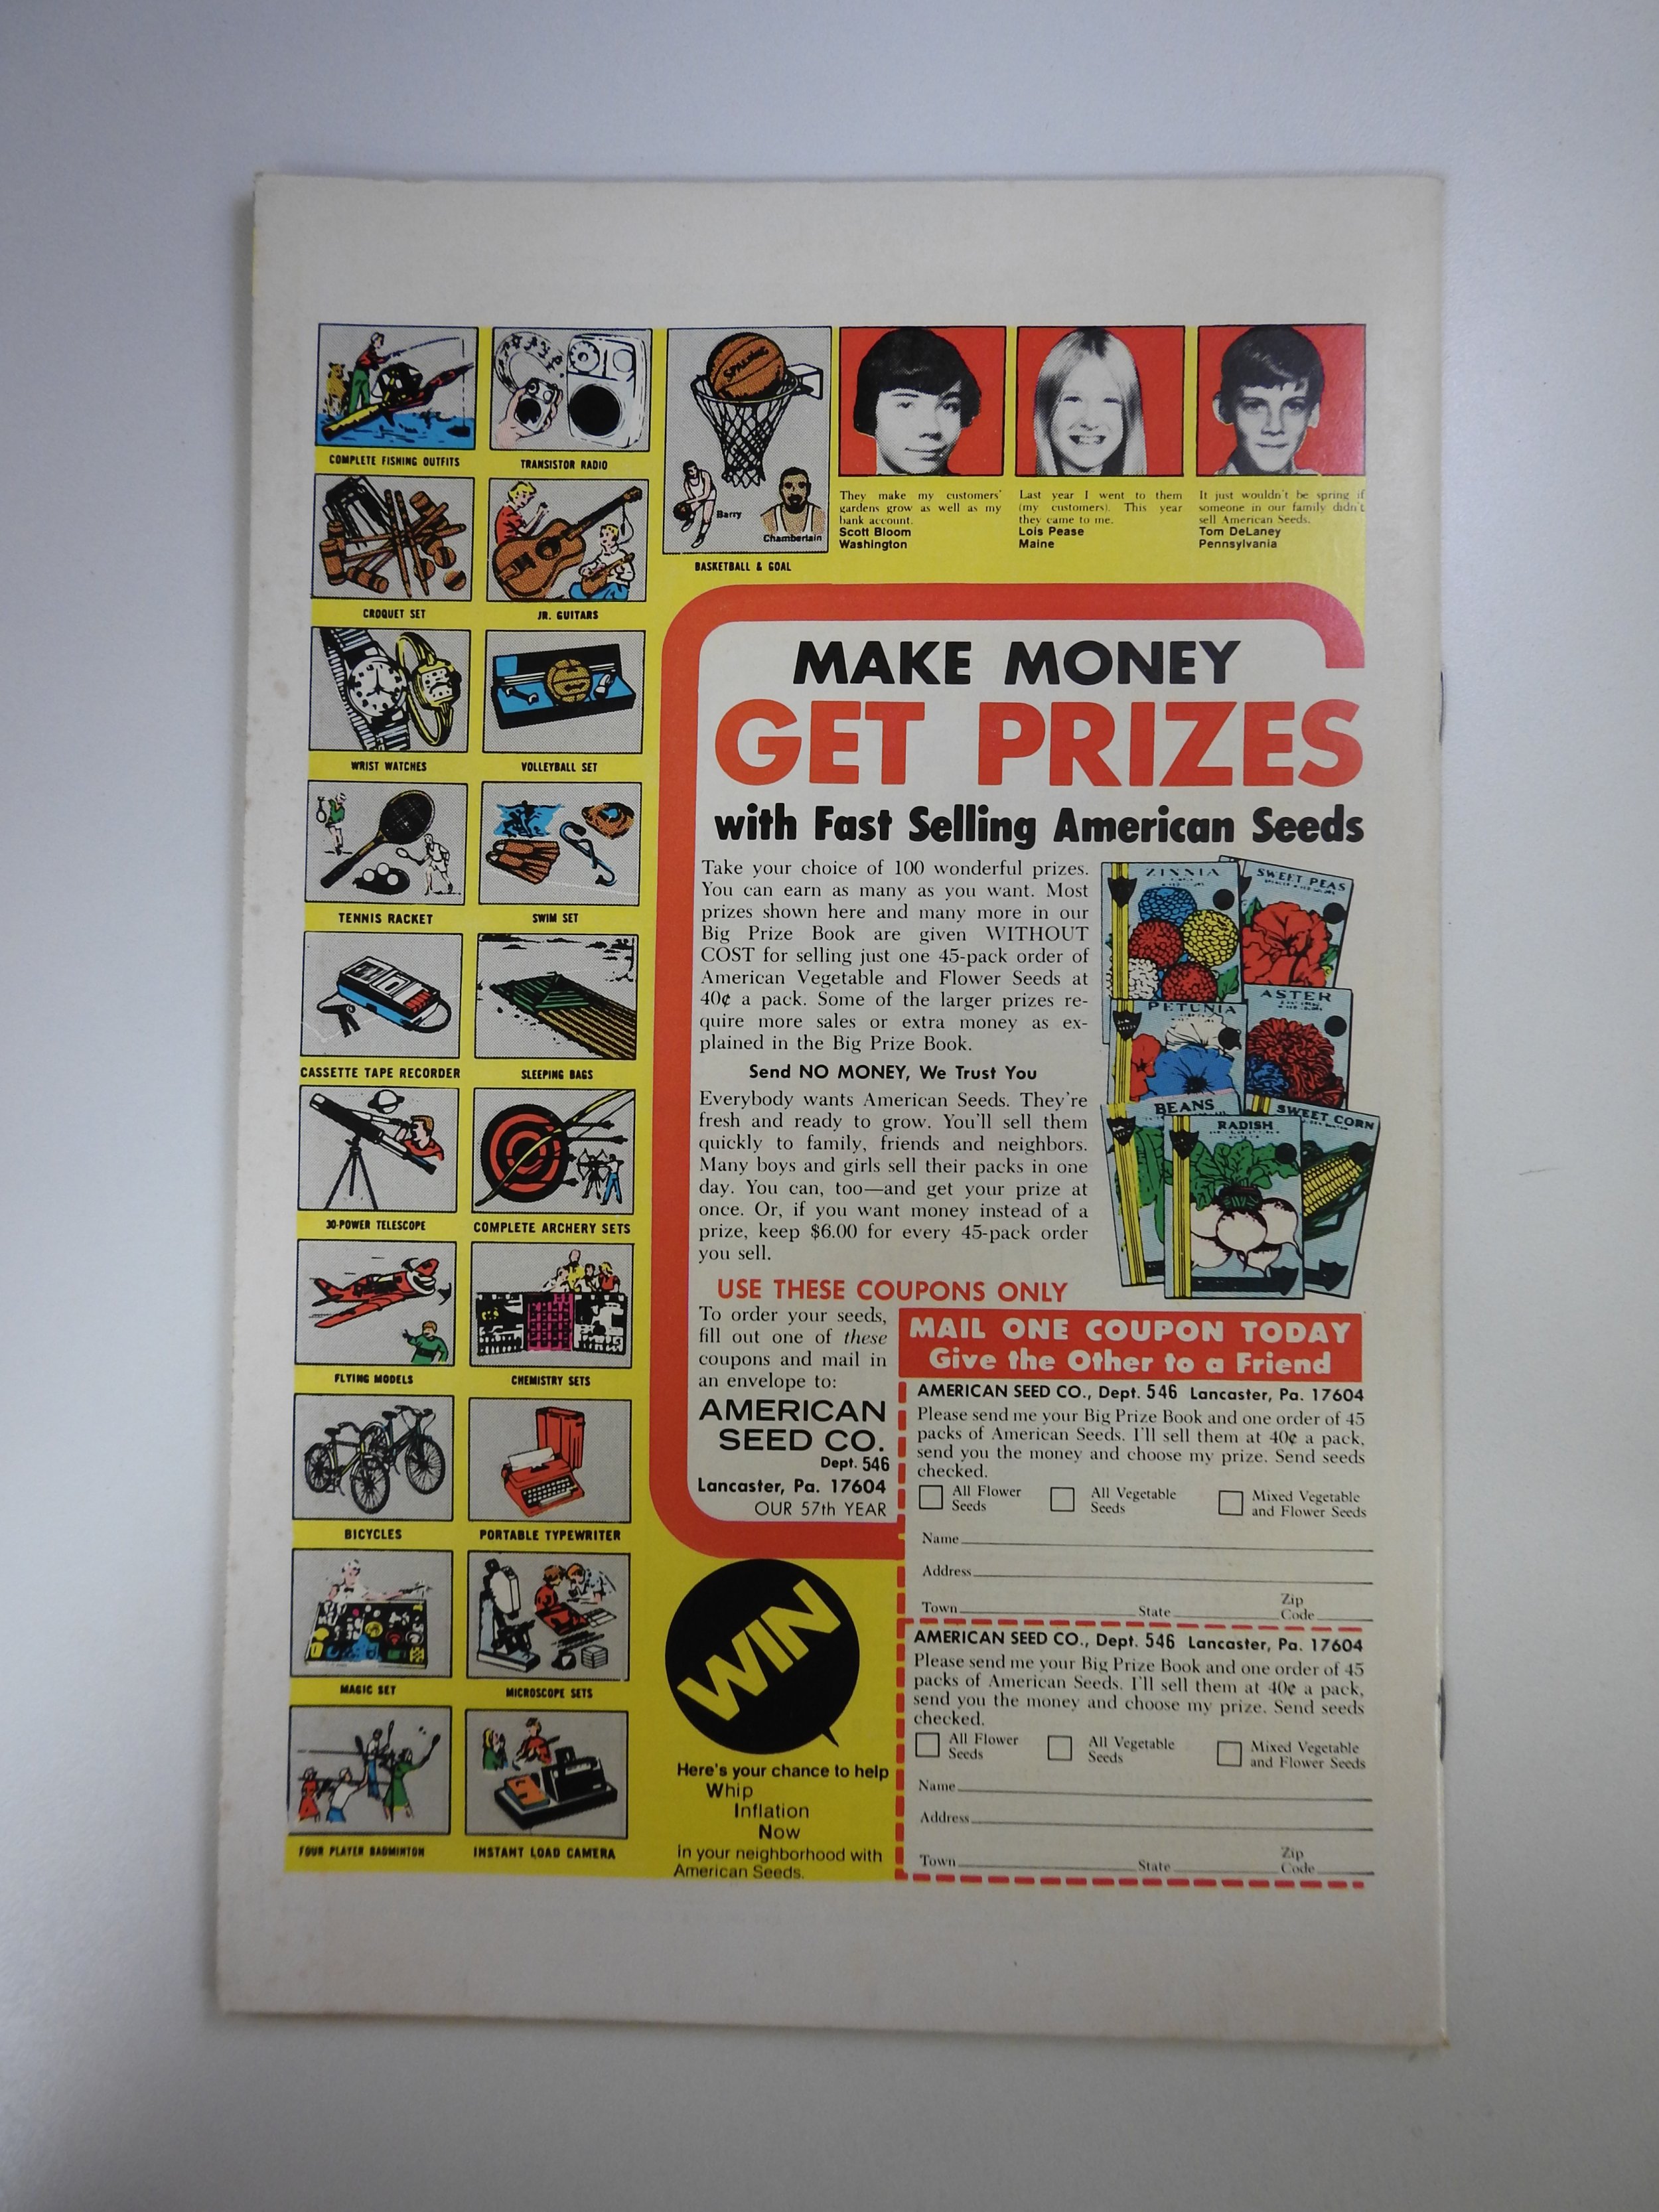 COMPLETE FISHING OUTFITS
TRANSISTOR RADIO
CROQUET SET
JR. GUITARS
WRIST WATCHES
VOLLEYBALL SET
TENNIS RACKET
SWIM SET
CASSETTE TAPE RECORDER
SLEEPING BAGS
30-POWER TELESCOPE
COMPLETE ARCHERY SETS
FLYING MODELS
CHEMISTRY SETS
BICYCLES
PORTABLE TYPEWRITER
MAGIC SET
MICROSCOPE SETS
FOUR PLAYER BADMINTON
INSTANT LOAD CAMERA
SPALDING
Barry
Chamberlain
BASKETBALL & GOAL
They make my customers'
gardens grow as well as my
bank account.
Scott Bloom
Washington
Last year I went to them
(my customers). This year
they came to me.
Lois Pease
Maine
It just wouldn't be spring if
someone in our family didn't
sell American Seeds.
Tom DeLaney
Pennsylvania
MAKE MONEY
GET PRIZES
with Fast Selling American Seeds
Take your choice of 100 wonderful prizes.
You can earn as many as you want. Most
prizes shown here and many more in our
Big Prize Book are given WITHOUT
COST for selling just one 45-pack order of
American Vegetable and Flower Seeds at
40¢ a pack. Some of the larger prizes re-
quire more sales or extra money as ex-
plained in the Big Prize Book.
Send NO MONEY, We Trust You
Everybody wants American Seeds. They're
fresh and ready to grow. You'll sell them
quickly to family, friends and neighbors.
Many boys and girls sell their packs in one
day. You can, too—and get your prize at
once. Or, if you want money instead of a
prize, keep $6.00 for every 45-pack order
you sell.
ZINNIA
SWEET PEAS
PETUNIA
ASTER
BEANS
RADISH
SWEET CORN
USE THESE COUPONS ONLY
To order your seeds,
fill out one of these
coupons and mail in
an envelope to:
AMERICAN
SEED CO.
Dept. 546
Lancaster, Pa. 17604
OUR 57th YEAR
MAIL ONE COUPON TODAY
Give the Other to a Friend
AMERICAN SEED CO., Dept. 546 Lancaster, Pa. 17604
Please send me your Big Prize Book and one order of 45
packs of American Seeds. I'll sell them at 40¢ a pack,
send you the money and choose my prize. Send seeds
checked.
All Flower Seeds
All Vegetable Seeds
Mixed Vegetable and Flower Seeds
Name
Address
Town State Zip Code
AMERICAN SEED CO., Dept. 546 Lancaster, Pa. 17604
Please send me your Big Prize Book and one order of 45
packs of American Seeds. I'll sell them at 40¢ a pack,
send you the money and choose my prize. Send seeds
checked.
All Flower Seeds
All Vegetable Seeds
Mixed Vegetable and Flower Seeds
Name
Address
Town State Zip Code
WIN
Here's your chance to help
Whip
Inflation
Now
in your neighborhood with
American Seeds.